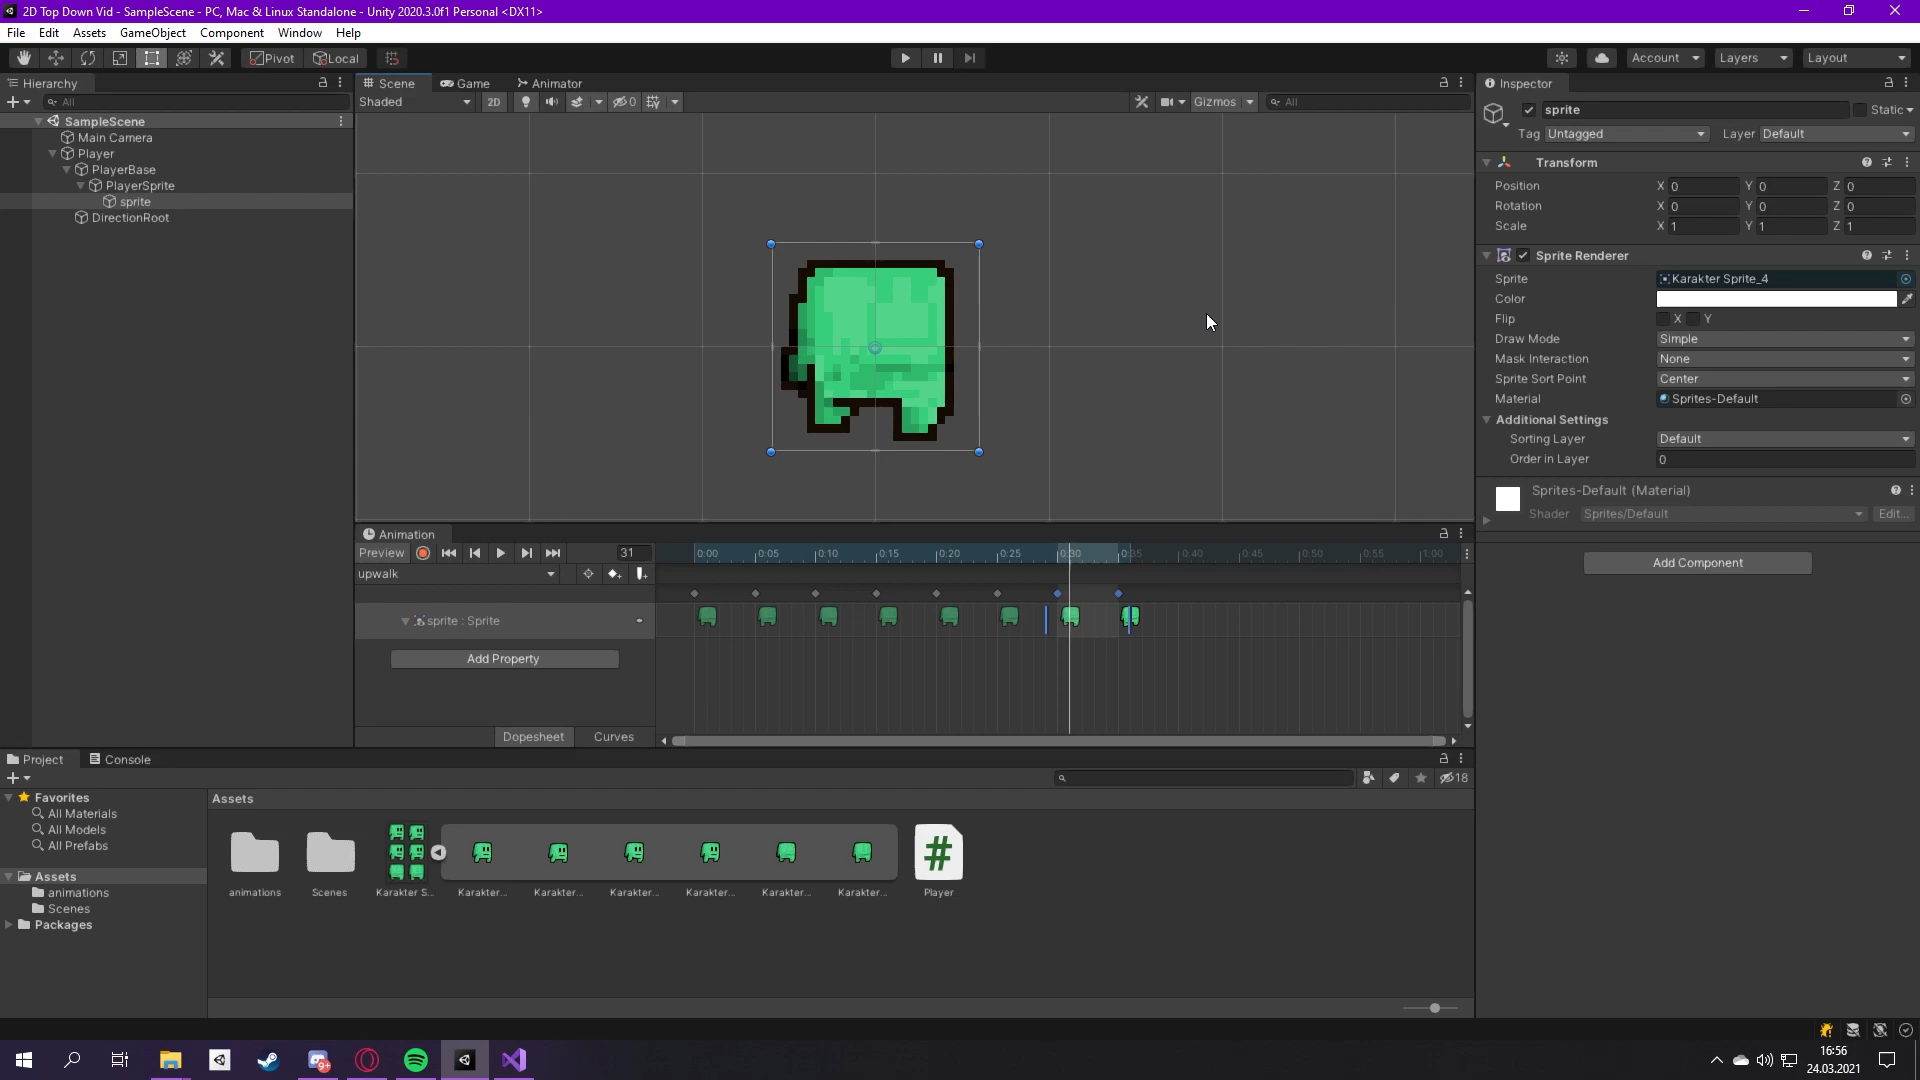 2D Top Down Vid - SampleScene - PC, Mac & Linux Standalone - Unity 2020.3.0f1 Personal <DX11>
File Edit Assets GameObject Component Window Help
Pivot Local Account Layers Layout
Hierarchy
All
SampleScene
Main Camera
Player
PlayerBase
PlayerSprite
sprite
DirectionRoot
Scene Game Animator
Shaded 2D 0 Gizmos All
Inspector
sprite Static
Tag Untagged Layer Default
Transform
Position X 0 Y 0 Z 0
Rotation X 0 Y 0 Z 0
Scale X 1 Y 1 Z 1
Sprite Renderer
Sprite Karakter Sprite_4
Color
Flip X Y
Draw Mode Simple
Mask Interaction None
Sprite Sort Point Center
Material Sprites-Default
Additional Settings
Sorting Layer Default
Order in Layer 0
Sprites-Default (Material)
Shader Sprites/Default Edit...
Add Component
Animation
Preview 31 0:00 0:05 0:10 0:15 0:20 0:25 0:30 0:35 0:40 0:45 0:50 0:55 1:00
upwalk
sprite : Sprite
Add Property
Dopesheet Curves
Project Console
18
Favorites
All Materials
All Models
All Prefabs
Assets
animations
Scenes
Packages
Assets
animations Scenes Karakter S... Karakter... Karakter... Karakter... Karakter... Karakter... Karakter... # Player
9+
16:56
24.03.2021